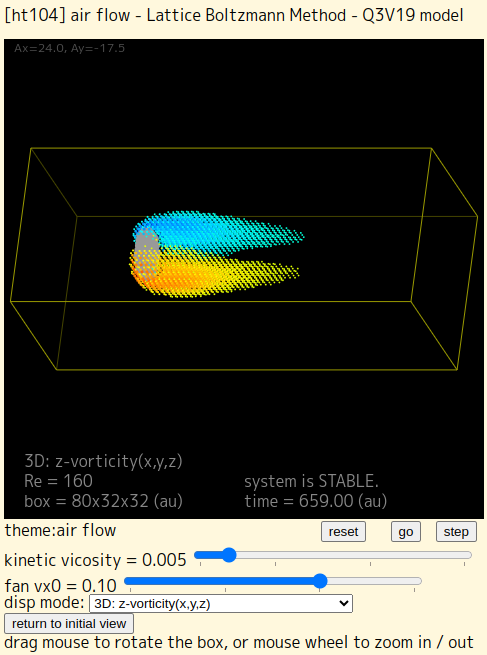 [ht104] air flow - Lattice Boltzmann Method - Q3V19 model
Ax=24.0, Ay=-17.5
3D: z-vorticity(x,y,z)
Re = 160 system is STABLE.
box = 80x32x32 (au) time = 659.00 (au)
theme:air flow reset go step
kinetic vicosity = 0.005
fan vx0 = 0.10
disp mode: 3D: z-vorticity(x,y,z)
return to initial view
drag mouse to rotate the box, or mouse wheel to zoom in / out